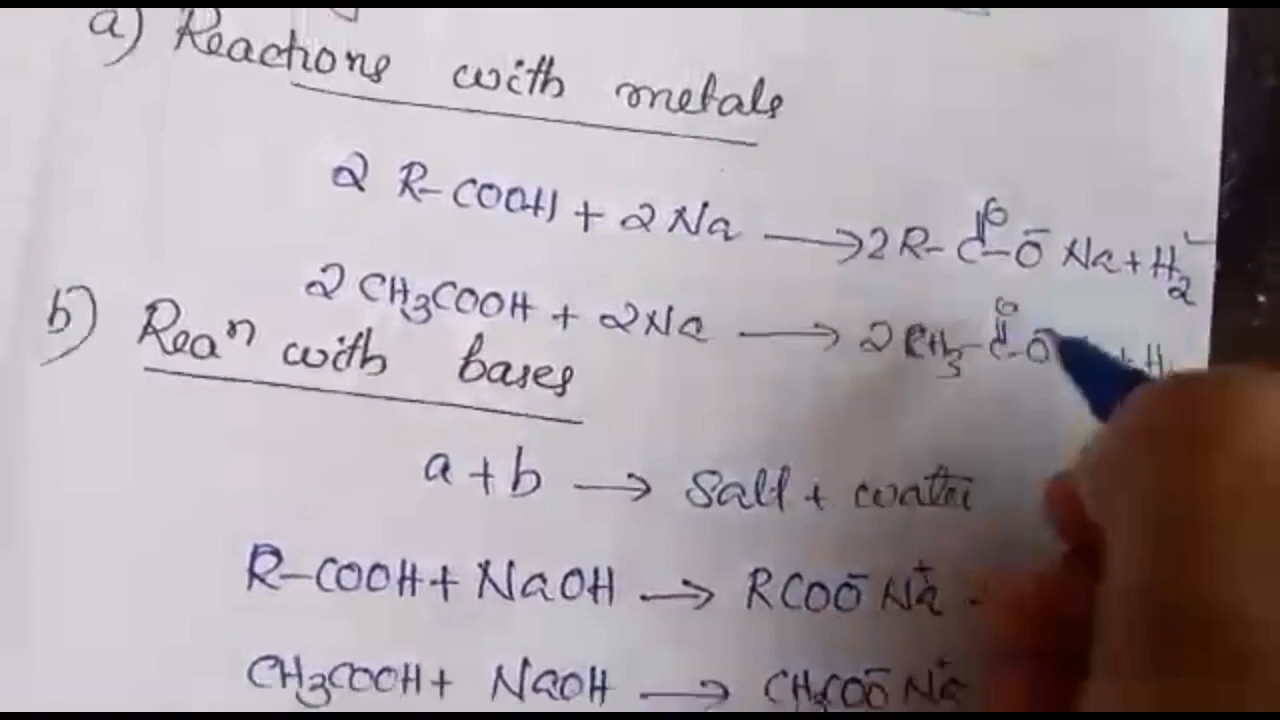 a) Reactions with metals
O
2 R-COOH + 2Na → 2R-C-O⁻ Na + H₂
O
2 CH₃COOH + 2Na → 2CH₃-C-O⁻ + H
b) Reaⁿ with bases
a + b → Salt + water
R-COOH + NaOH → RCOO⁻ Na⁺
CH₃COOH + NaOH → CH₃COO⁻ Na⁺